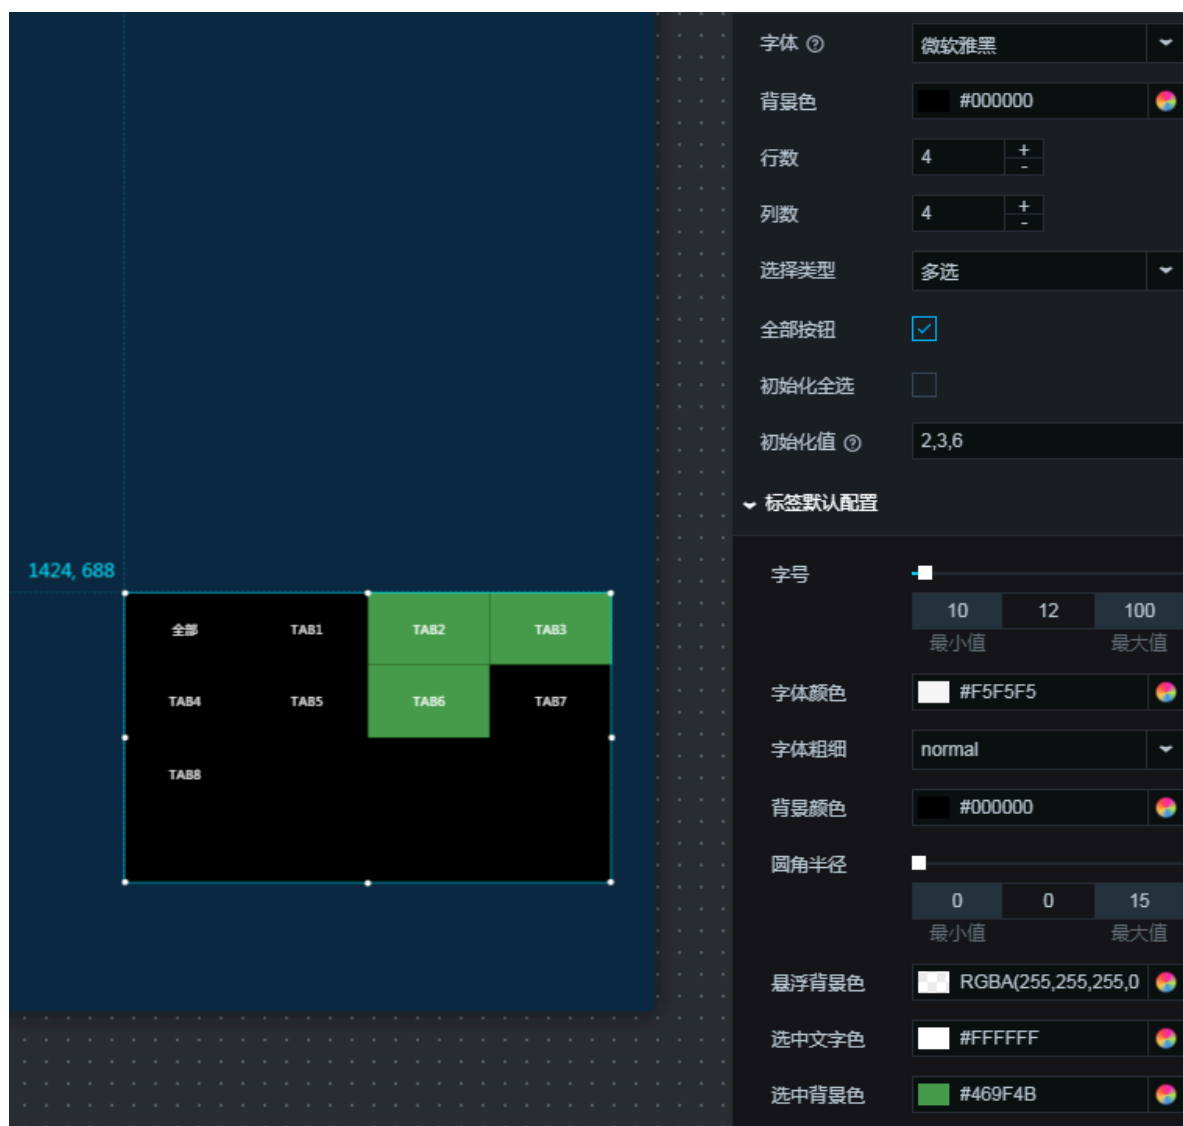 字体
微软雅黑
背景色
#000000
行数
4
+
-
列数
4
+
-
选择类型
多选
全部按钮
初始化全选
初始化值
2,3,6
标签默认配置
1424, 688
全部 TAB1 TAB2 TAB3
TAB4 TAB5 TAB6 TAB7
TAB8
字号
10 12 100
最小值 最大值
字体颜色
#F5F5F5
字体粗细
normal
背景颜色
#000000
圆角半径
0 0 15
最小值 最大值
悬浮背景色
RGBA(255,255,255,0
选中文字色
#FFFFFF
选中背景色
#469F4B